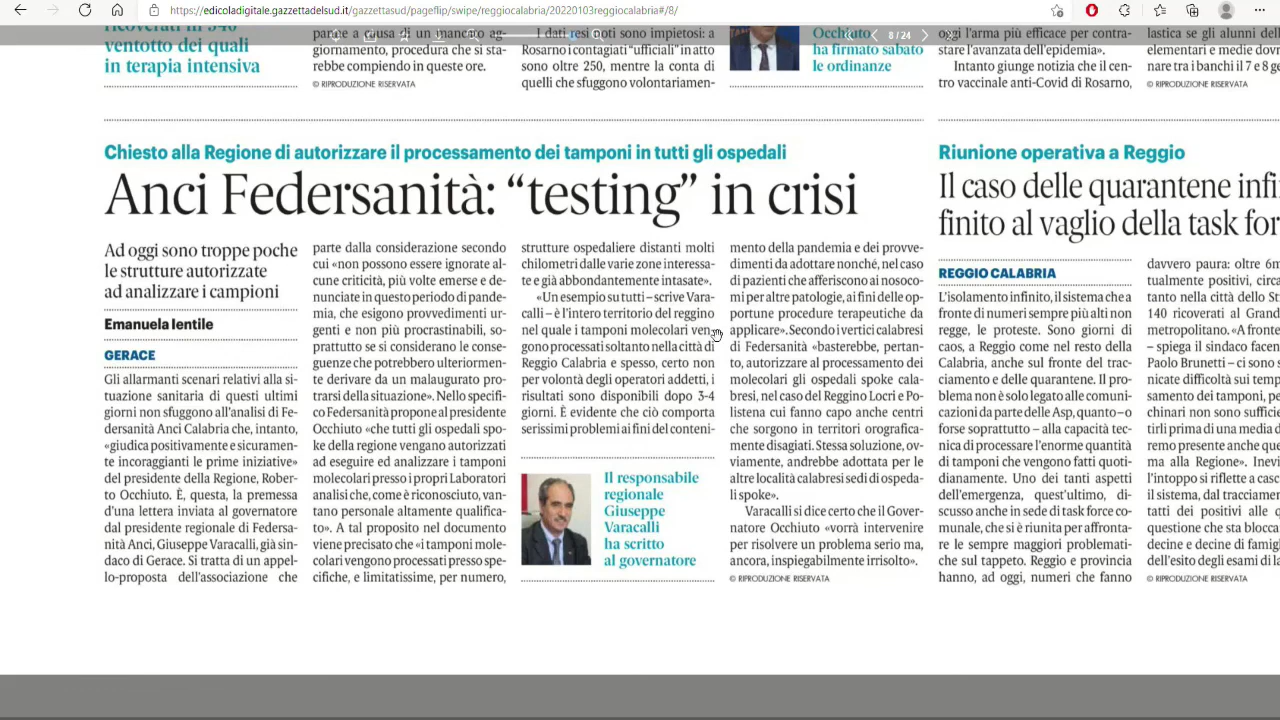 https://edicoladigitale.gazzettadelsud.it/gazzettasud/pageflip/swipe/reggiocalabria/20220103reggiocalabria#/8/
8 / 24
ricoverati in 340
ventotto dei quali
in terapia intensiva
parte a causa di un mancato ag-
giornamento, procedura che si sta-
rebbe compiendo in queste ore.
© RIPRODUZIONE RISERVATA
I dati resi noti sono impietosi: a
Rosarno i contagiati “ufficiali” in atto
sono oltre 250, mentre la conta di
quelli che sfuggono volontariamen-
Occhiuto
ha firmato sabato
le ordinanze
oggi l'arma più efficace per contra-
stare l'avanzata dell'epidemia».
Intanto giunge notizia che il cen-
tro vaccinale anti-Covid di Rosarno,
lastica se gli alunni dell
elementari e medie dovr
nare tra i banchi il 7 e 8 ge
© RIPRODUZIONE RISERVATA
Chiesto alla Regione di autorizzare il processamento dei tamponi in tutti gli ospedali
Anci Federsanità: “testing” in crisi
Ad oggi sono troppe poche
le strutture autorizzate
ad analizzare i campioni
Emanuela Ientile
GERACE
Gli allarmanti scenari relativi alla si-
tuazione sanitaria di questi ultimi
giorni non sfuggono all'analisi di Fe-
dersanità Anci Calabria che, intanto,
«giudica positivamente e sicuramen-
te incoraggianti le prime iniziative»
del presidente della Regione, Rober-
to Occhiuto. È, questa, la premessa
d'una lettera inviata al governatore
dal presidente regionale di Federsa-
nità Anci, Giuseppe Varacalli, già sin-
daco di Gerace. Si tratta di un appel-
lo-proposta dell'associazione che
parte dalla considerazione secondo
cui «non possono essere ignorate al-
cune criticità, più volte emerse e de-
nunciate in questo periodo di pande-
mia, che esigono provvedimenti ur-
genti e non più procrastinabili, so-
prattutto se si considerano le conse-
guenze che potrebbero ulteriormen-
te derivare da un malaugurato pro-
trarsi della situazione». Nello specifi-
co Federsanità propone al presidente
Occhiuto «che tutti gli ospedali spo-
ke della regione vengano autorizzati
ad eseguire ed analizzare i tamponi
molecolari presso i propri Laboratori
analisi che, come è riconosciuto, van-
tano personale altamente qualifica-
to». A tal proposito nel documento
viene precisato che «i tamponi mole-
colari vengono processati presso spe-
cifiche, e limitatissime, per numero,
strutture ospedaliere distanti molti
chilometri dalle varie zone interessa-
te e già abbondantemente intasate».
«Un esempio su tutti – scrive Vara-
calli – è l'intero territorio del reggino
nel quale i tamponi molecolari ven-
gono processati soltanto nella città di
Reggio Calabria e spesso, certo non
per volontà degli operatori addetti, i
risultati sono disponibili dopo 3-4
giorni. È evidente che ciò comporta
serissimi problemi ai fini del conteni-
Il responsabile
regionale
Giuseppe
Varacalli
ha scritto
al governatore
mento della pandemia e dei provve-
dimenti da adottare nonché, nel caso
di pazienti che afferiscono ai nosoco-
mi per altre patologie, ai fini delle op-
portune procedure terapeutiche da
applicare». Secondo i vertici calabresi
di Federsanità «basterebbe, pertan-
to, autorizzare al processamento dei
molecolari gli ospedali spoke cala-
bresi, nel caso del Reggino Locri e Po-
listena cui fanno capo anche centri
che sorgono in territori orografica-
mente disagiati. Stessa soluzione, ov-
viamente, andrebbe adottata per le
altre località calabresi sedi di ospeda-
li spoke».
Varacalli si dice certo che il Gover-
natore Occhiuto «vorrà intervenire
per risolvere un problema serio ma,
ancora, inspiegabilmente irrisolto».
© RIPRODUZIONE RISERVATA
Riunione operativa a Reggio
Il caso delle quarantene infi
finito al vaglio della task for
REGGIO CALABRIA
L'isolamento infinito, il sistema che a
fronte di numeri sempre più alti non
regge, le proteste. Sono giorni di
caos, a Reggio come nel resto della
Calabria, anche sul fronte del trac-
ciamento e delle quarantene. Il pro-
blema non è solo legato alle comuni-
cazioni da parte delle Asp, quanto – o
forse soprattutto – alla capacità tec-
nica di processare l'enorme quantità
di tamponi che vengono fatti quoti-
dianamente. Uno dei tanti aspetti
dell'emergenza, quest'ultimo, di-
scusso anche in sede di task force co-
munale, che si è riunita per affronta-
re le sempre maggiori problemati-
che sul tappeto. Reggio e provincia
hanno, ad oggi, numeri che fanno
davvero paura: oltre 6m
tualmente positivi, circa
tanto nella città dello St
140 ricoverati al Grand
metropolitano. «A fronte
– spiega il sindaco facen
Paolo Brunetti – ci sono s
nicate difficoltà sui temp
samento dei tamponi, pe
chinari non sono suffici
tirli prima di una media d
remo presente anche qu
ma alla Regione». Inevi
l'intoppo si riflette a casc
il sistema, dal tracciamen
tatti dei positivi alle q
questione che sta blocca
decine e decine di famigl
dell'esito degli esami di la
© RIPRODUZIONE RISERVATA